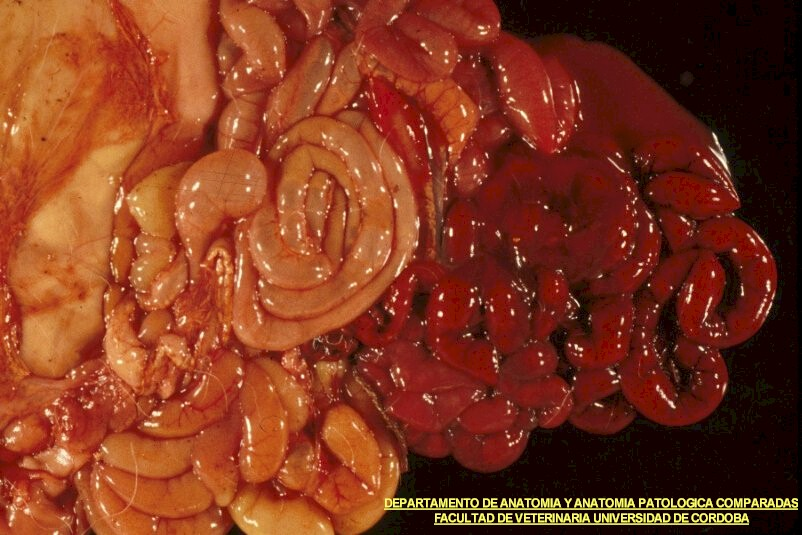 DEPARTAMENTO DE ANATOMIA Y ANATOMIA PATOLOGICA COMPARADAS
FACULTAD DE VETERINARIA UNIVERSIDAD DE CORDOBA